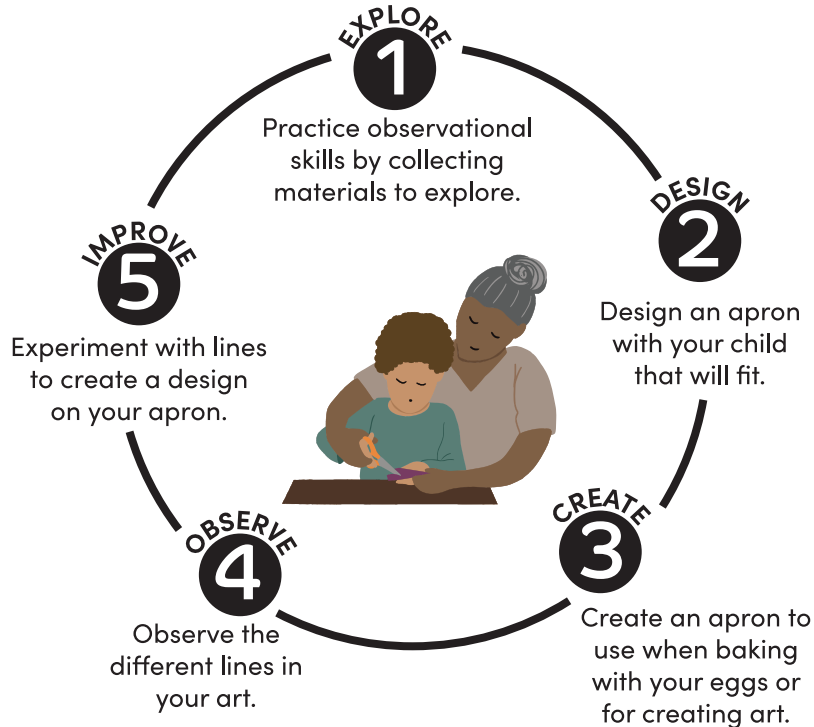 EXPLORE
1
Practice observational
skills by collecting
materials to explore.
DESIGN
2
Design an apron
with your child
that will fit.
CREATE
3
Create an apron to
use when baking
with your eggs or
for creating art.
OBSERVE
4
Observe the
different lines in
your art.
IMPROVE
5
Experiment with lines
to create a design
on your apron.